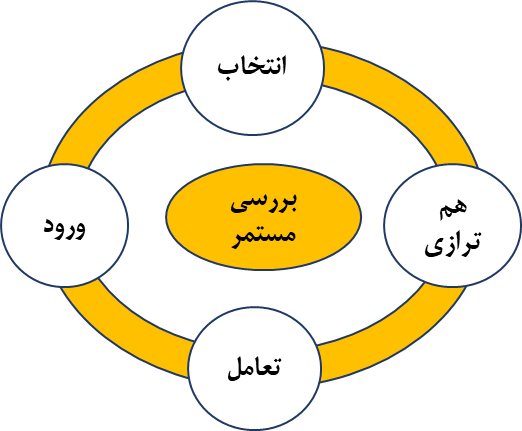 انتخاب
هم
ترازی
بررسی
مستمر
ورود
تعامل